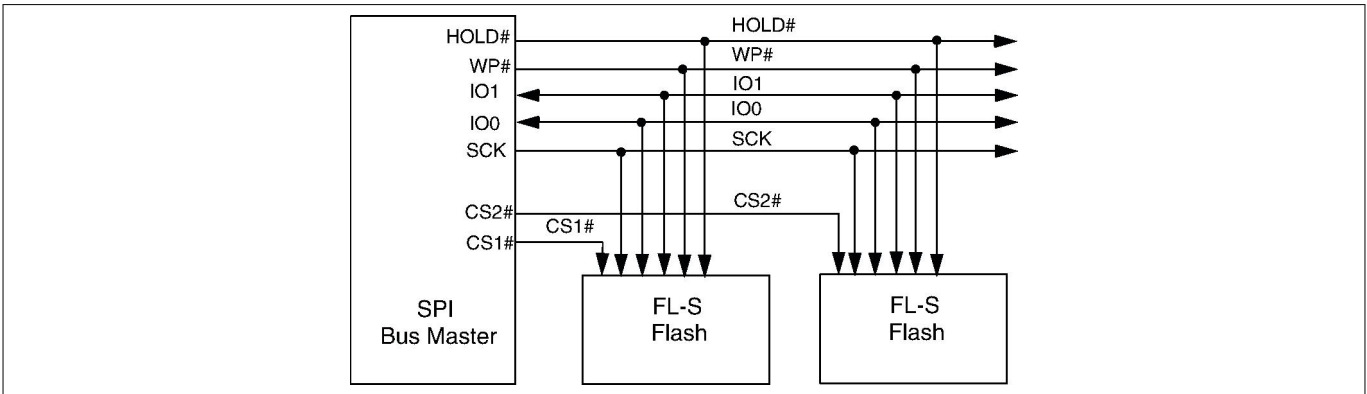 HOLD# HOLD#
WP# WP#
IO1 IO1
IO0 IO0
SCK SCK
CS2# CS2#
CS1# CS1#
SPI
Bus Master
FL-S
Flash
FL-S
Flash